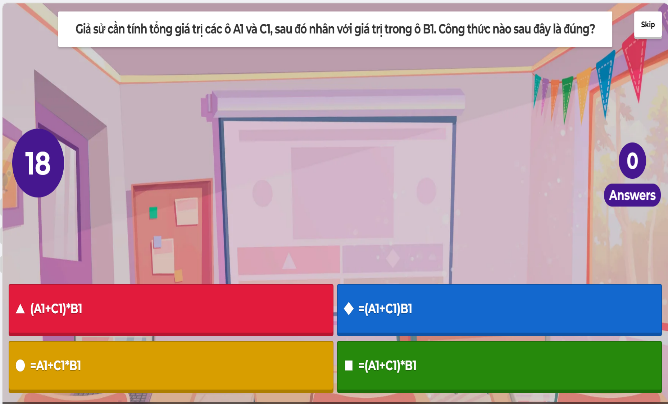 Giả sử cần tính tổng giá trị các ô A1 và C1, sau đó nhân với giá trị trong ô B1. Công thức nào sau đây là đúng?
Skip
18
0
Answers
(A1+C1)*B1
=(A1+C1)B1
=A1+C1*B1
=(A1+C1)*B1